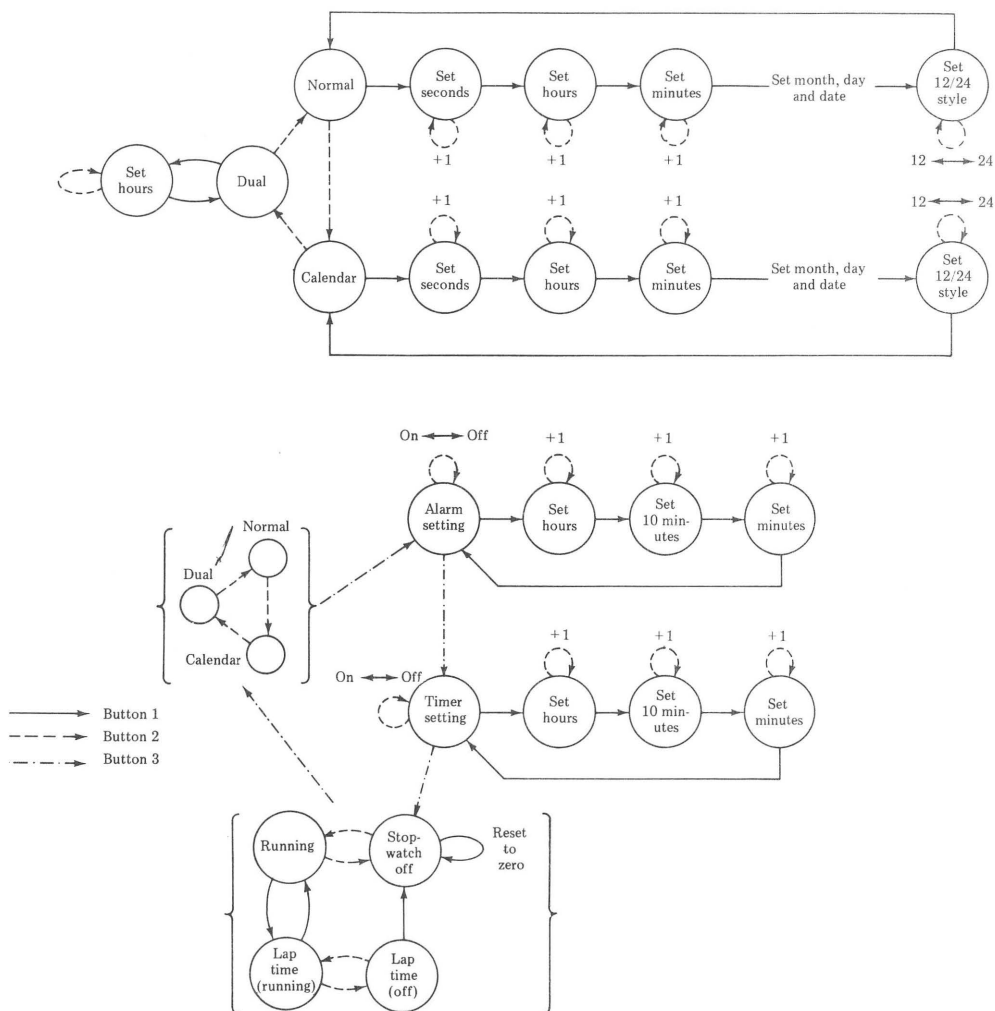 Normal
Set
seconds
Set
hours
Set
minutes
Set month, day
and date
Set
12/24
style
+1
+1
+1
12 24
Set
hours
Dual
+1
+1
+1
12 24
Calendar
Set
seconds
Set
hours
Set
minutes
Set month, day
and date
Set
12/24
style
On Off
+1
+1
+1
Alarm
setting
Set
hours
Set
10 min-
utes
Set
minutes
Normal
Dual
Calendar
On Off
+1
+1
+1
Timer
setting
Set
hours
Set
10 min-
utes
Set
minutes
Button 1
Button 2
Button 3
Running
Stop-
watch
off
Reset
to
zero
Lap
time
(running)
Lap
time
(off)